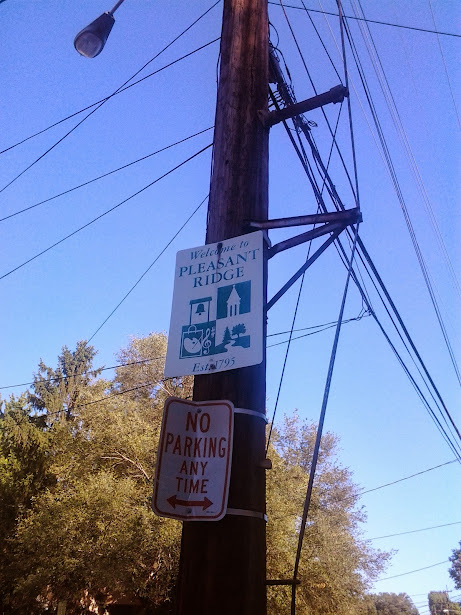 Welcome to
PLEASANT
RIDGE
Est. 1795
NO
PARKING
ANY
TIME